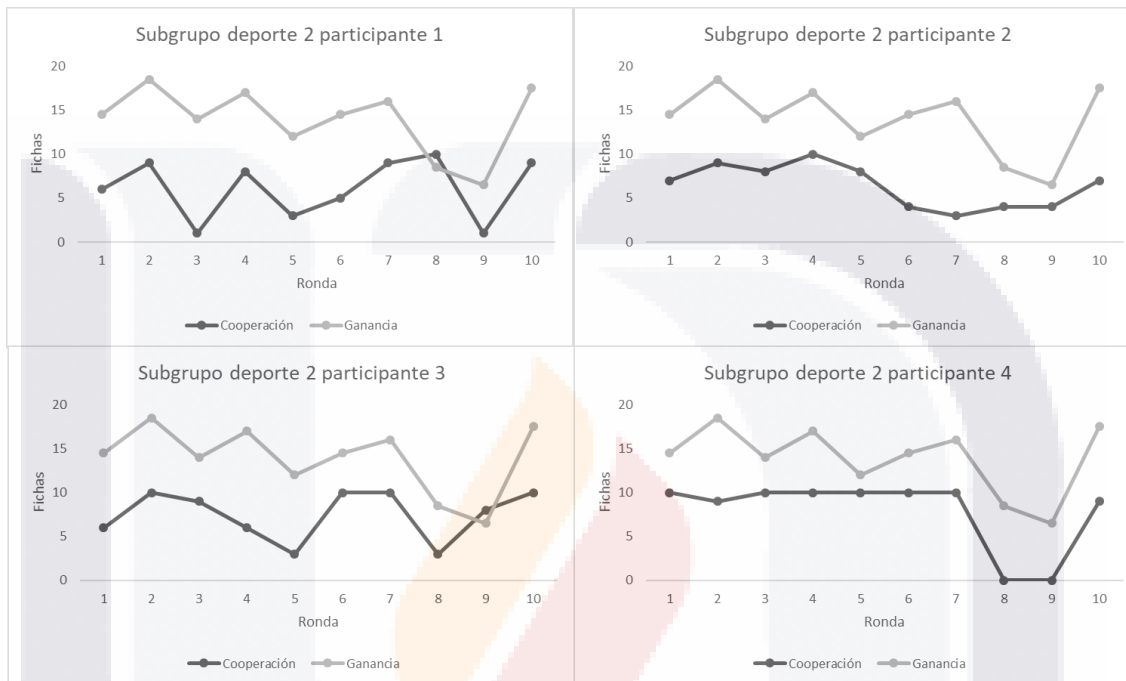 Subgrupo deporte 2 participante 1
20
15
10
5
0
Fichas
1 2 3 4 5 6 7 8 9 10
Ronda
Cooperación Ganancia
Subgrupo deporte 2 participante 2
20
15
10
5
0
Fichas
1 2 3 4 5 6 7 8 9 10
Ronda
Cooperación Ganancia
Subgrupo deporte 2 participante 3
20
15
10
5
0
Fichas
1 2 3 4 5 6 7 8 9 10
Ronda
Cooperación Ganancia
Subgrupo deporte 2 participante 4
20
15
10
5
0
Fichas
1 2 3 4 5 6 7 8 9 10
Ronda
Cooperación Ganancia